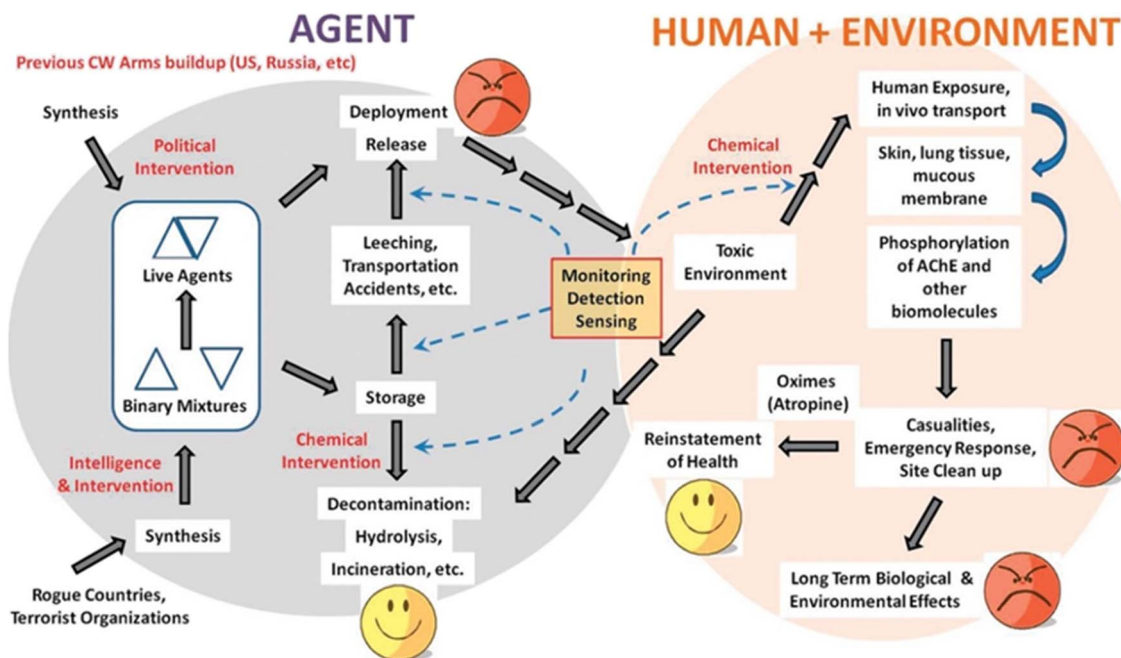 AGENT
HUMAN + ENVIRONMENT
Previous CW Arms buildup (US, Russia, etc)
Synthesis
Political
Intervention
Live Agents
Binary Mixtures
Intelligence
& Intervention
Synthesis
Rogue Countries,
Terrorist Organizations
Deployment
Release
Leeching,
Transportation
Accidents, etc.
Storage
Chemical
Intervention
Decontamination:
Hydrolysis,
Incineration, etc.
Monitoring
Detection
Sensing
Chemical
Intervention
Toxic
Environment
Human Exposure,
in vivo transport
Skin, lung tissue,
mucous
membrane
Phosphorylation
of AChE and
other
biomolecules
Oximes
(Atropine)
Reinstatement
of Health
Casualities,
Emergency Response,
Site Clean up
Long Term Biological &
Environmental Effects